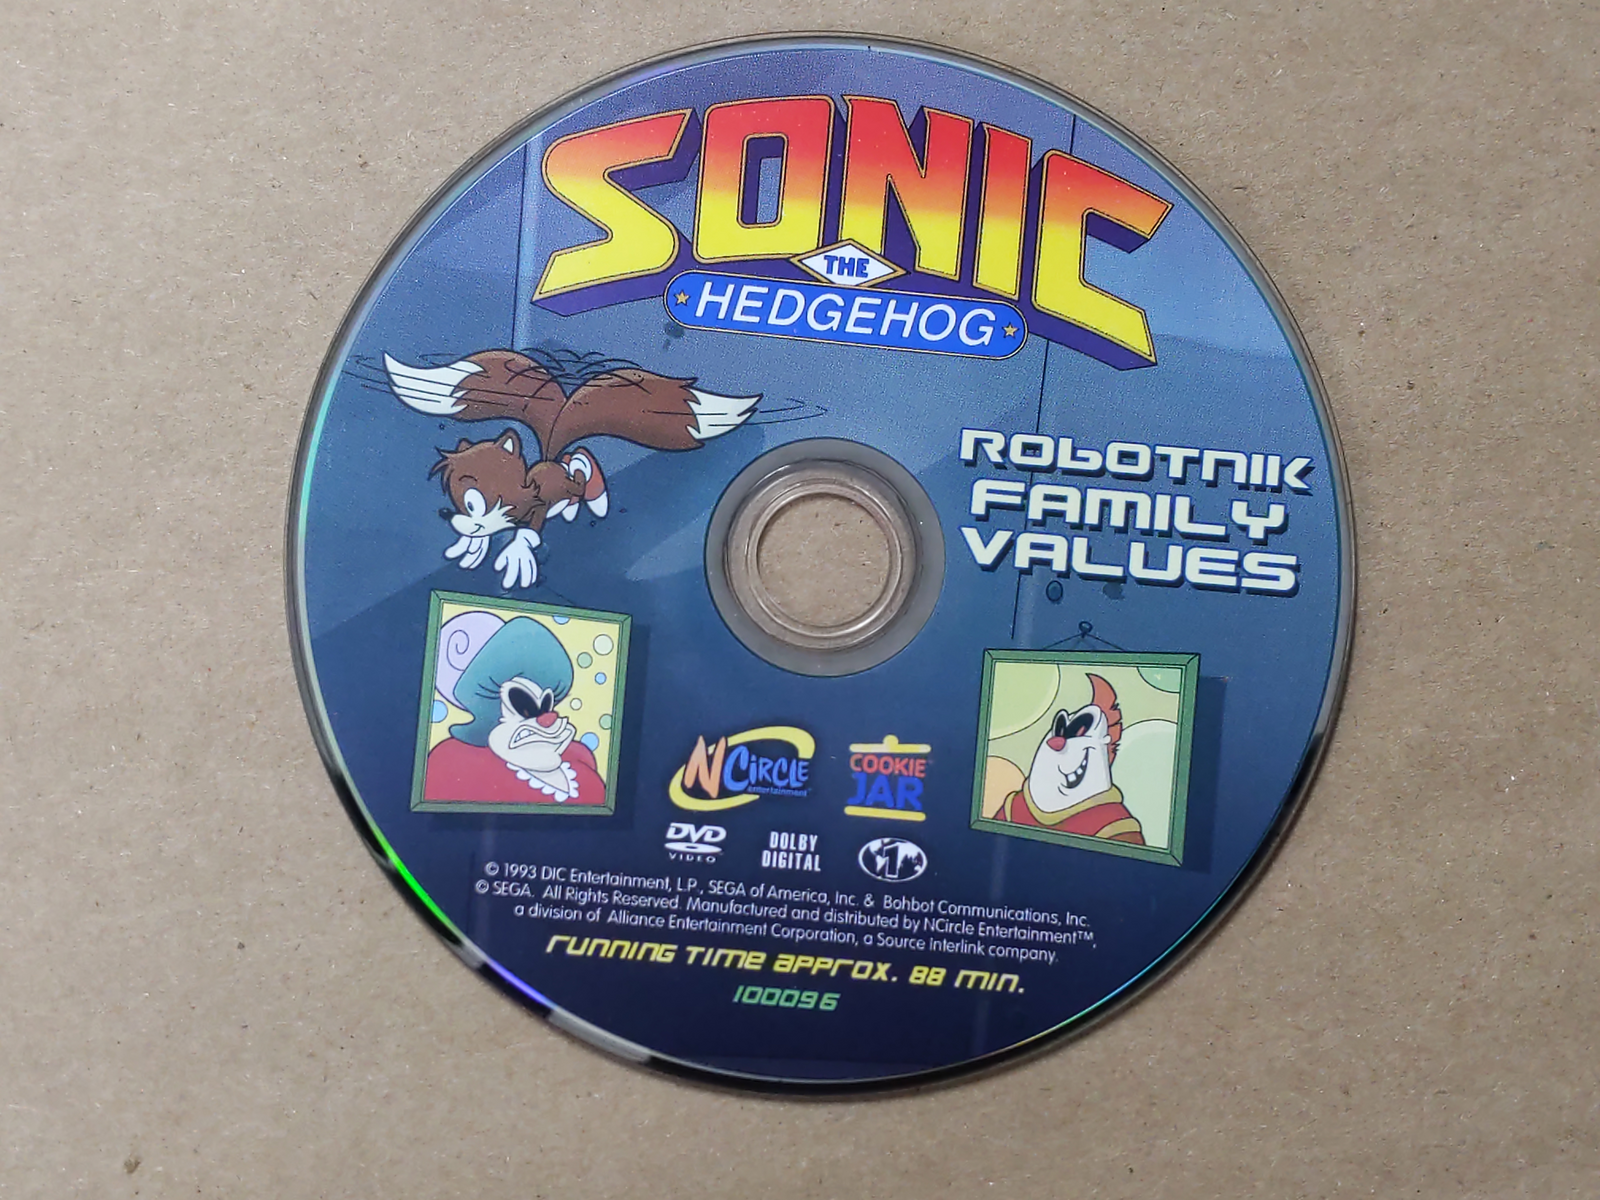 SONIC
THE
HEDGEHOG
ROBOTNIK
FAMILY
VALUES
NCIRCLE
entertainment™
COOKIE
JAR
DVD
VIDEO™
DOLBY
DIGITAL
1
© 1993 DIC Entertainment, L.P., SEGA of America, Inc. & Bohbot Communications, Inc.
© SEGA. All Rights Reserved. Manufactured and distributed by NCircle Entertainment™,
a division of Alliance Entertainment Corporation, a Source Interlink company.
RUNNING TIME APPROX. 88 MIN.
100096